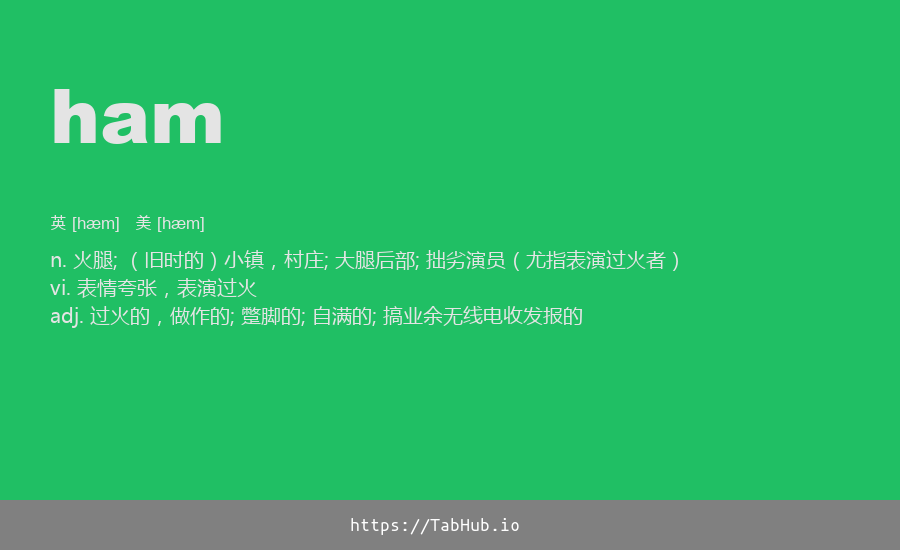 ham
英 [hæm] 美 [hæm]
n. 火腿; （旧时的）小镇，村庄; 大腿后部; 拙劣演员（尤指表演过火者）
vi. 表情夸张，表演过火
adj. 过火的，做作的; 蹩脚的; 自满的; 搞业余无线电收发报的
https://TabHub.io